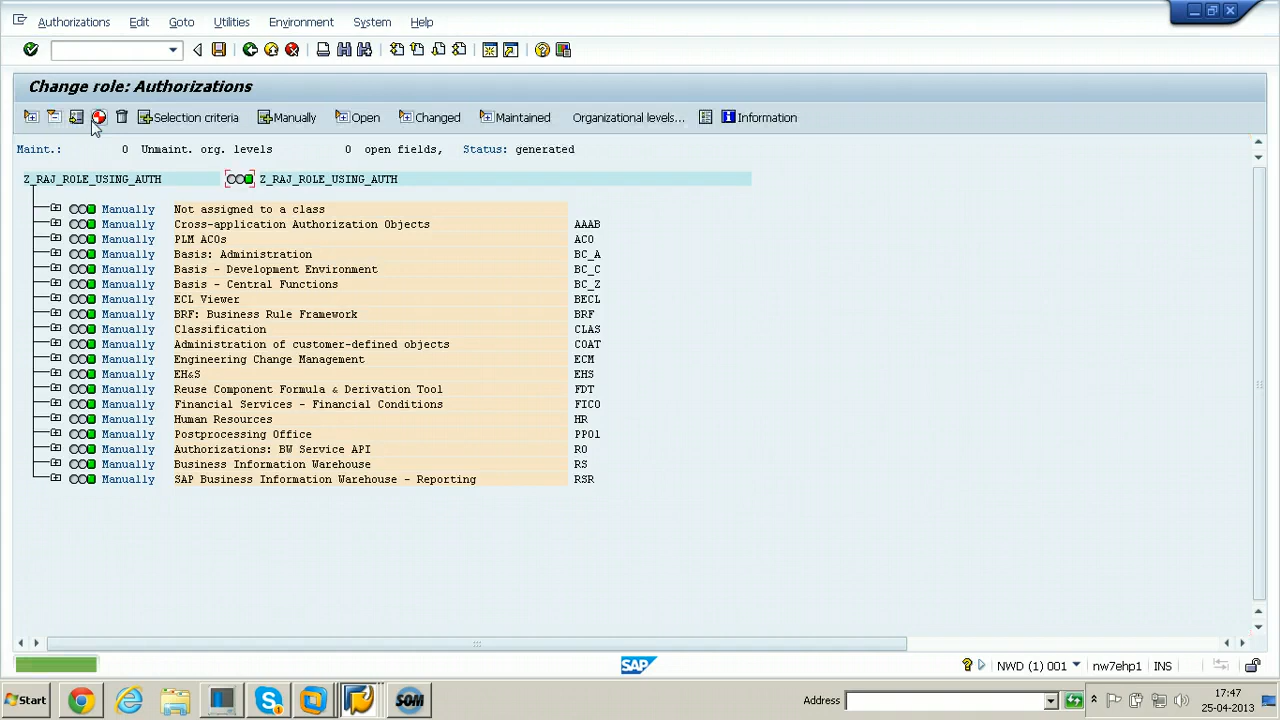 Authorizations Edit Goto Utilities Environment System Help
Change role: Authorizations
Selection criteria Manually Open Changed Maintained Organizational levels... Information
Maint.: 0 Unmaint. org. levels 0 open fields, Status: generated
Z_RAJ_ROLE_USING_AUTH Z_RAJ_ROLE_USING_AUTH
Manually Not assigned to a class
Manually Cross-application Authorization Objects AAAB
Manually PLM ACOs ACO
Manually Basis: Administration BC_A
Manually Basis - Development Environment BC_C
Manually Basis - Central Functions BC_Z
Manually ECL Viewer BECL
Manually BRF: Business Rule Framework BRF
Manually Classification CLAS
Manually Administration of customer-defined objects COAT
Manually Engineering Change Management ECM
Manually EH&S EHS
Manually Reuse Component Formula & Derivation Tool FDT
Manually Financial Services - Financial Conditions FICO
Manually Human Resources HR
Manually Postprocessing Office PPO1
Manually Authorizations: BW Service API RO
Manually Business Information Warehouse RS
Manually SAP Business Information Warehouse - Reporting RSR
SAP NWD (1) 001 nw7ehp1 INS
Start SOM Address 17:47
25-04-2013